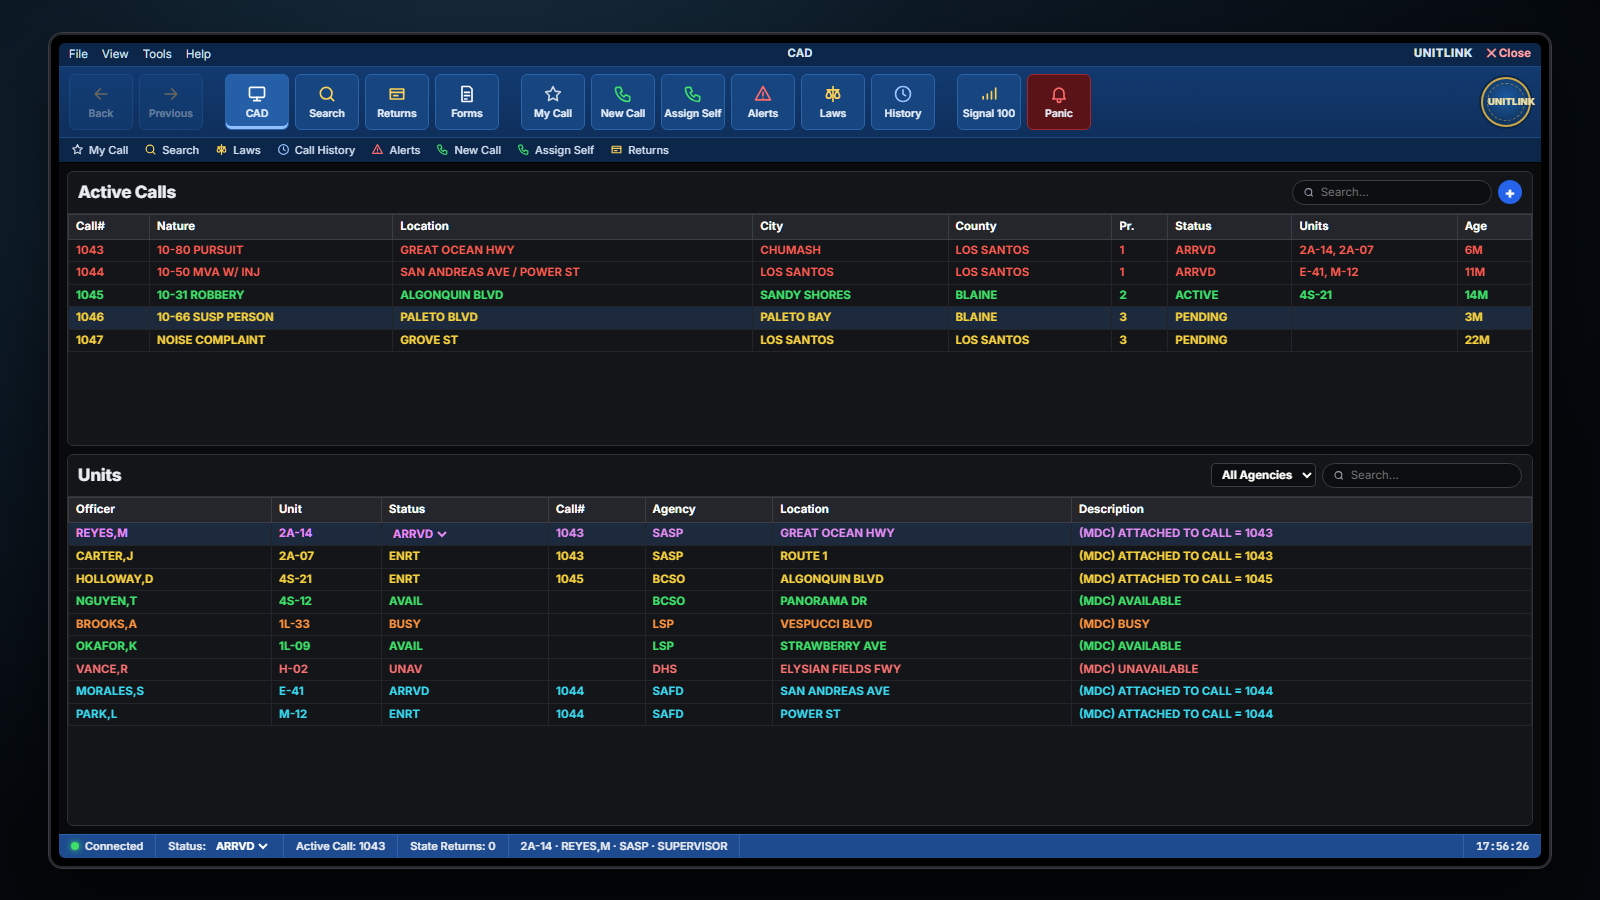 File View Tools Help CAD UNITLINK Close
Back Previous CAD Search Returns Forms My Call New Call Assign Self Alerts Laws History Signal 100 Panic UNITLINK
My Call Search Laws Call History Alerts New Call Assign Self Returns
Active Calls Search...
Call# Nature Location City County Pr. Status Units Age
1043 10-80 PURSUIT GREAT OCEAN HWY CHUMASH LOS SANTOS 1 ARRVD 2A-14, 2A-07 6M
1044 10-50 MVA W/ INJ SAN ANDREAS AVE / POWER ST LOS SANTOS LOS SANTOS 1 ARRVD E-41, M-12 11M
1045 10-31 ROBBERY ALGONQUIN BLVD SANDY SHORES BLAINE 2 ACTIVE 4S-21 14M
1046 10-66 SUSP PERSON PALETO BLVD PALETO BAY BLAINE 3 PENDING 3M
1047 NOISE COMPLAINT GROVE ST LOS SANTOS LOS SANTOS 3 PENDING 22M
Units All Agencies Search...
Officer Unit Status Call# Agency Location Description
REYES,M 2A-14 ARRVD 1043 SASP GREAT OCEAN HWY (MDC) ATTACHED TO CALL = 1043
CARTER,J 2A-07 ENRT 1043 SASP ROUTE 1 (MDC) ATTACHED TO CALL = 1043
HOLLOWAY,D 4S-21 ENRT 1045 BCSO ALGONQUIN BLVD (MDC) ATTACHED TO CALL = 1045
NGUYEN,T 4S-12 AVAIL BCSO PANORAMA DR (MDC) AVAILABLE
BROOKS,A 1L-33 BUSY LSP VESPUCCI BLVD (MDC) BUSY
OKAFOR,K 1L-09 AVAIL LSP STRAWBERRY AVE (MDC) AVAILABLE
VANCE,R H-02 UNAV DHS ELYSIAN FIELDS FWY (MDC) UNAVAILABLE
MORALES,S E-41 ARRVD 1044 SAFD SAN ANDREAS AVE (MDC) ATTACHED TO CALL = 1044
PARK,L M-12 ENRT 1044 SAFD POWER ST (MDC) ATTACHED TO CALL = 1044
Connected Status: ARRVD Active Call: 1043 State Returns: 0 2A-14 · REYES,M · SASP · SUPERVISOR 17:56:26